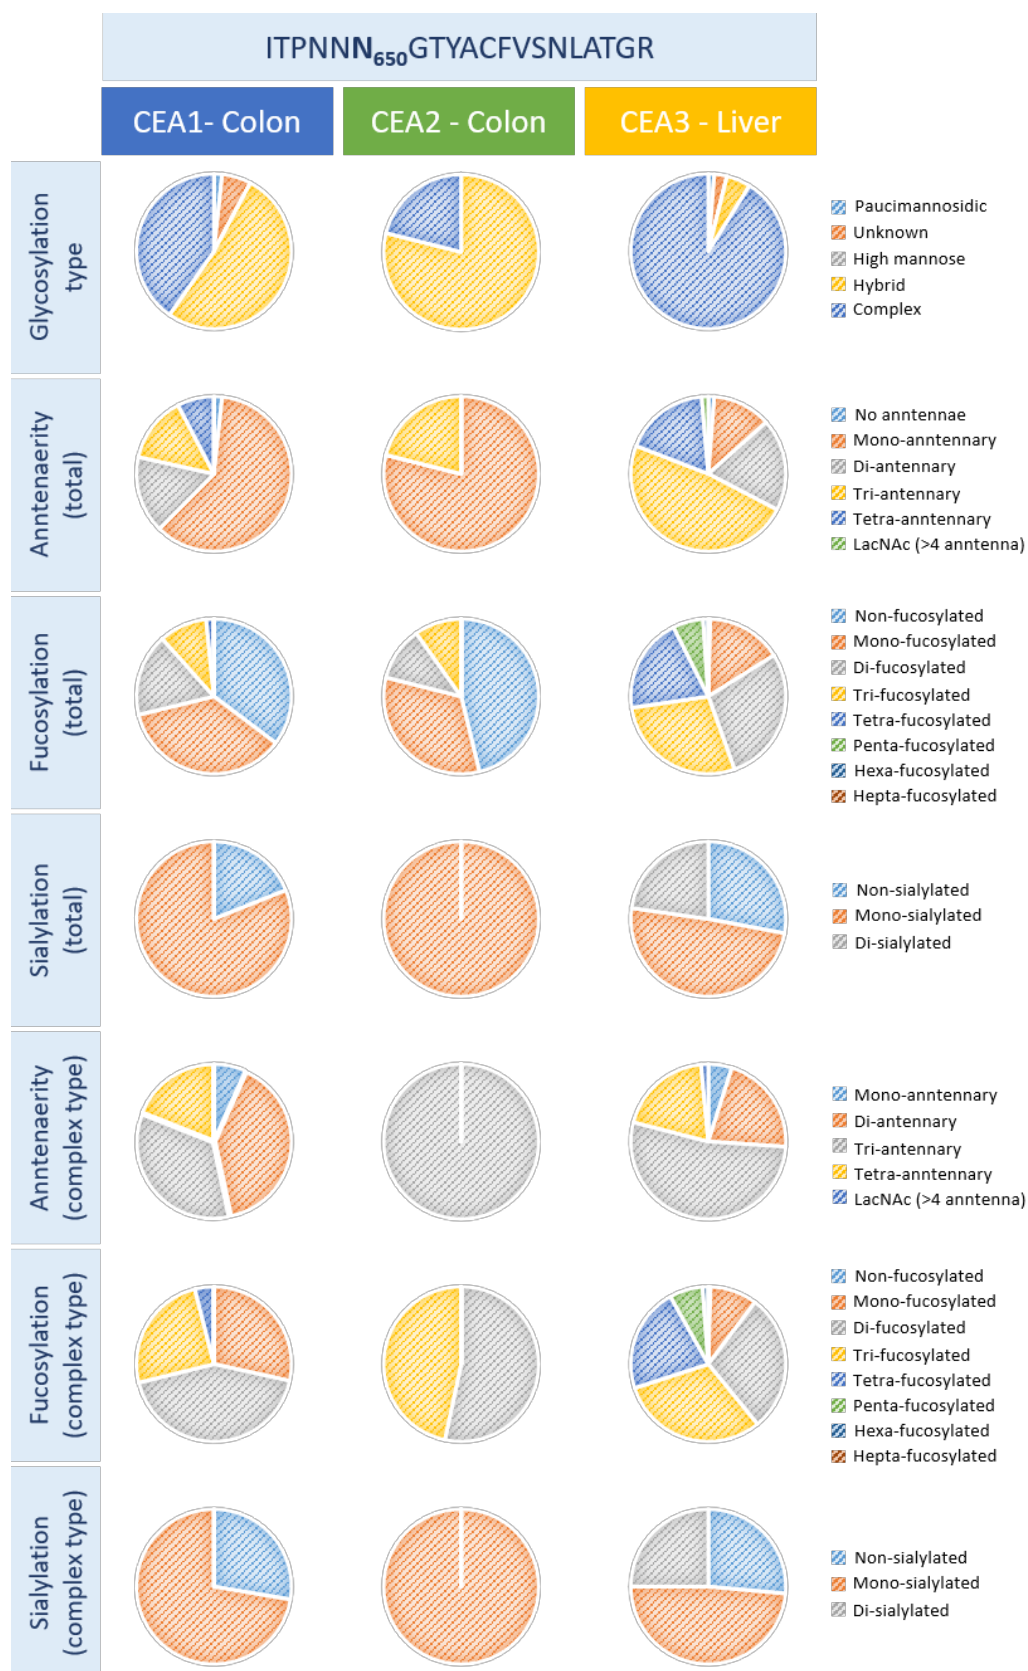 ITPNNN650GTYACFVSNLATGR
CEA1- Colon
CEA2 - Colon
CEA3 - Liver
Glycosylation
type
Paucimannosidic
Unknown
High mannose
Hybrid
Complex
Anntenaerity
(total)
No anntennae
Mono-anntennary
Di-antennary
Tri-antennary
Tetra-anntennary
LacNAc (>4 anntenna)
Fucosylation
(total)
Non-fucosylated
Mono-fucosylated
Di-fucosylated
Tri-fucosylated
Tetra-fucosylated
Penta-fucosylated
Hexa-fucosylated
Hepta-fucosylated
Sialylation
(total)
Non-sialylated
Mono-sialylated
Di-sialylated
Anntenaerity
(complex type)
Mono-anntennary
Di-antennary
Tri-antennary
Tetra-anntennary
LacNAc (>4 anntenna)
Fucosylation
(complex type)
Non-fucosylated
Mono-fucosylated
Di-fucosylated
Tri-fucosylated
Tetra-fucosylated
Penta-fucosylated
Hexa-fucosylated
Hepta-fucosylated
Sialylation
(complex type)
Non-sialylated
Mono-sialylated
Di-sialylated